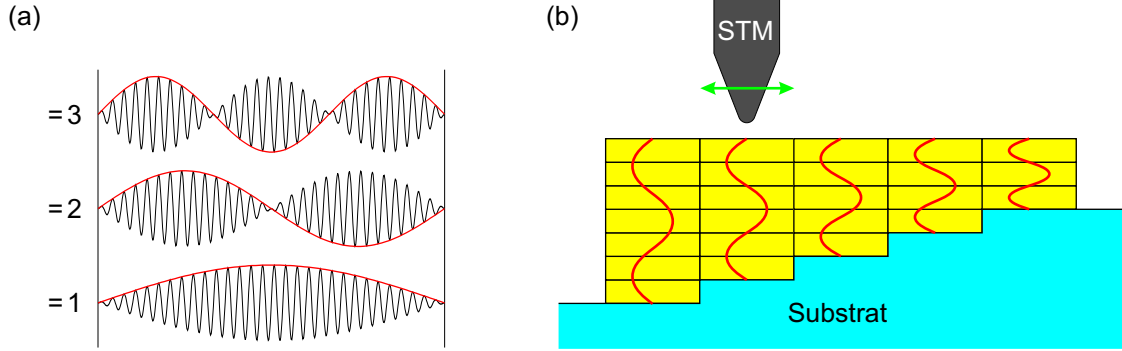 (a)
= 3
= 2
= 1
(b)
STM
Substrat